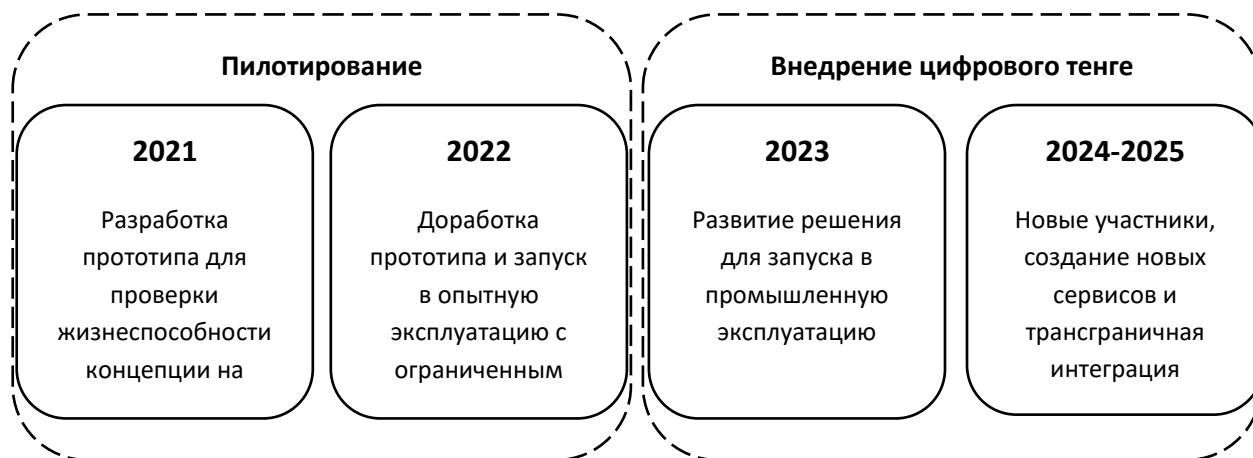 Пилотирование
2021
Разработка
прототипа для
проверки
жизнеспособности
концепции на
2022
Доработка
прототипа и запуск
в опытную
эксплуатацию с
ограниченным
Внедрение цифрового тенге
2023
Развитие решения
для запуска в
промышленную
эксплуатацию
2024-2025
Новые участники,
создание новых
сервисов и
трансграничная
интеграция